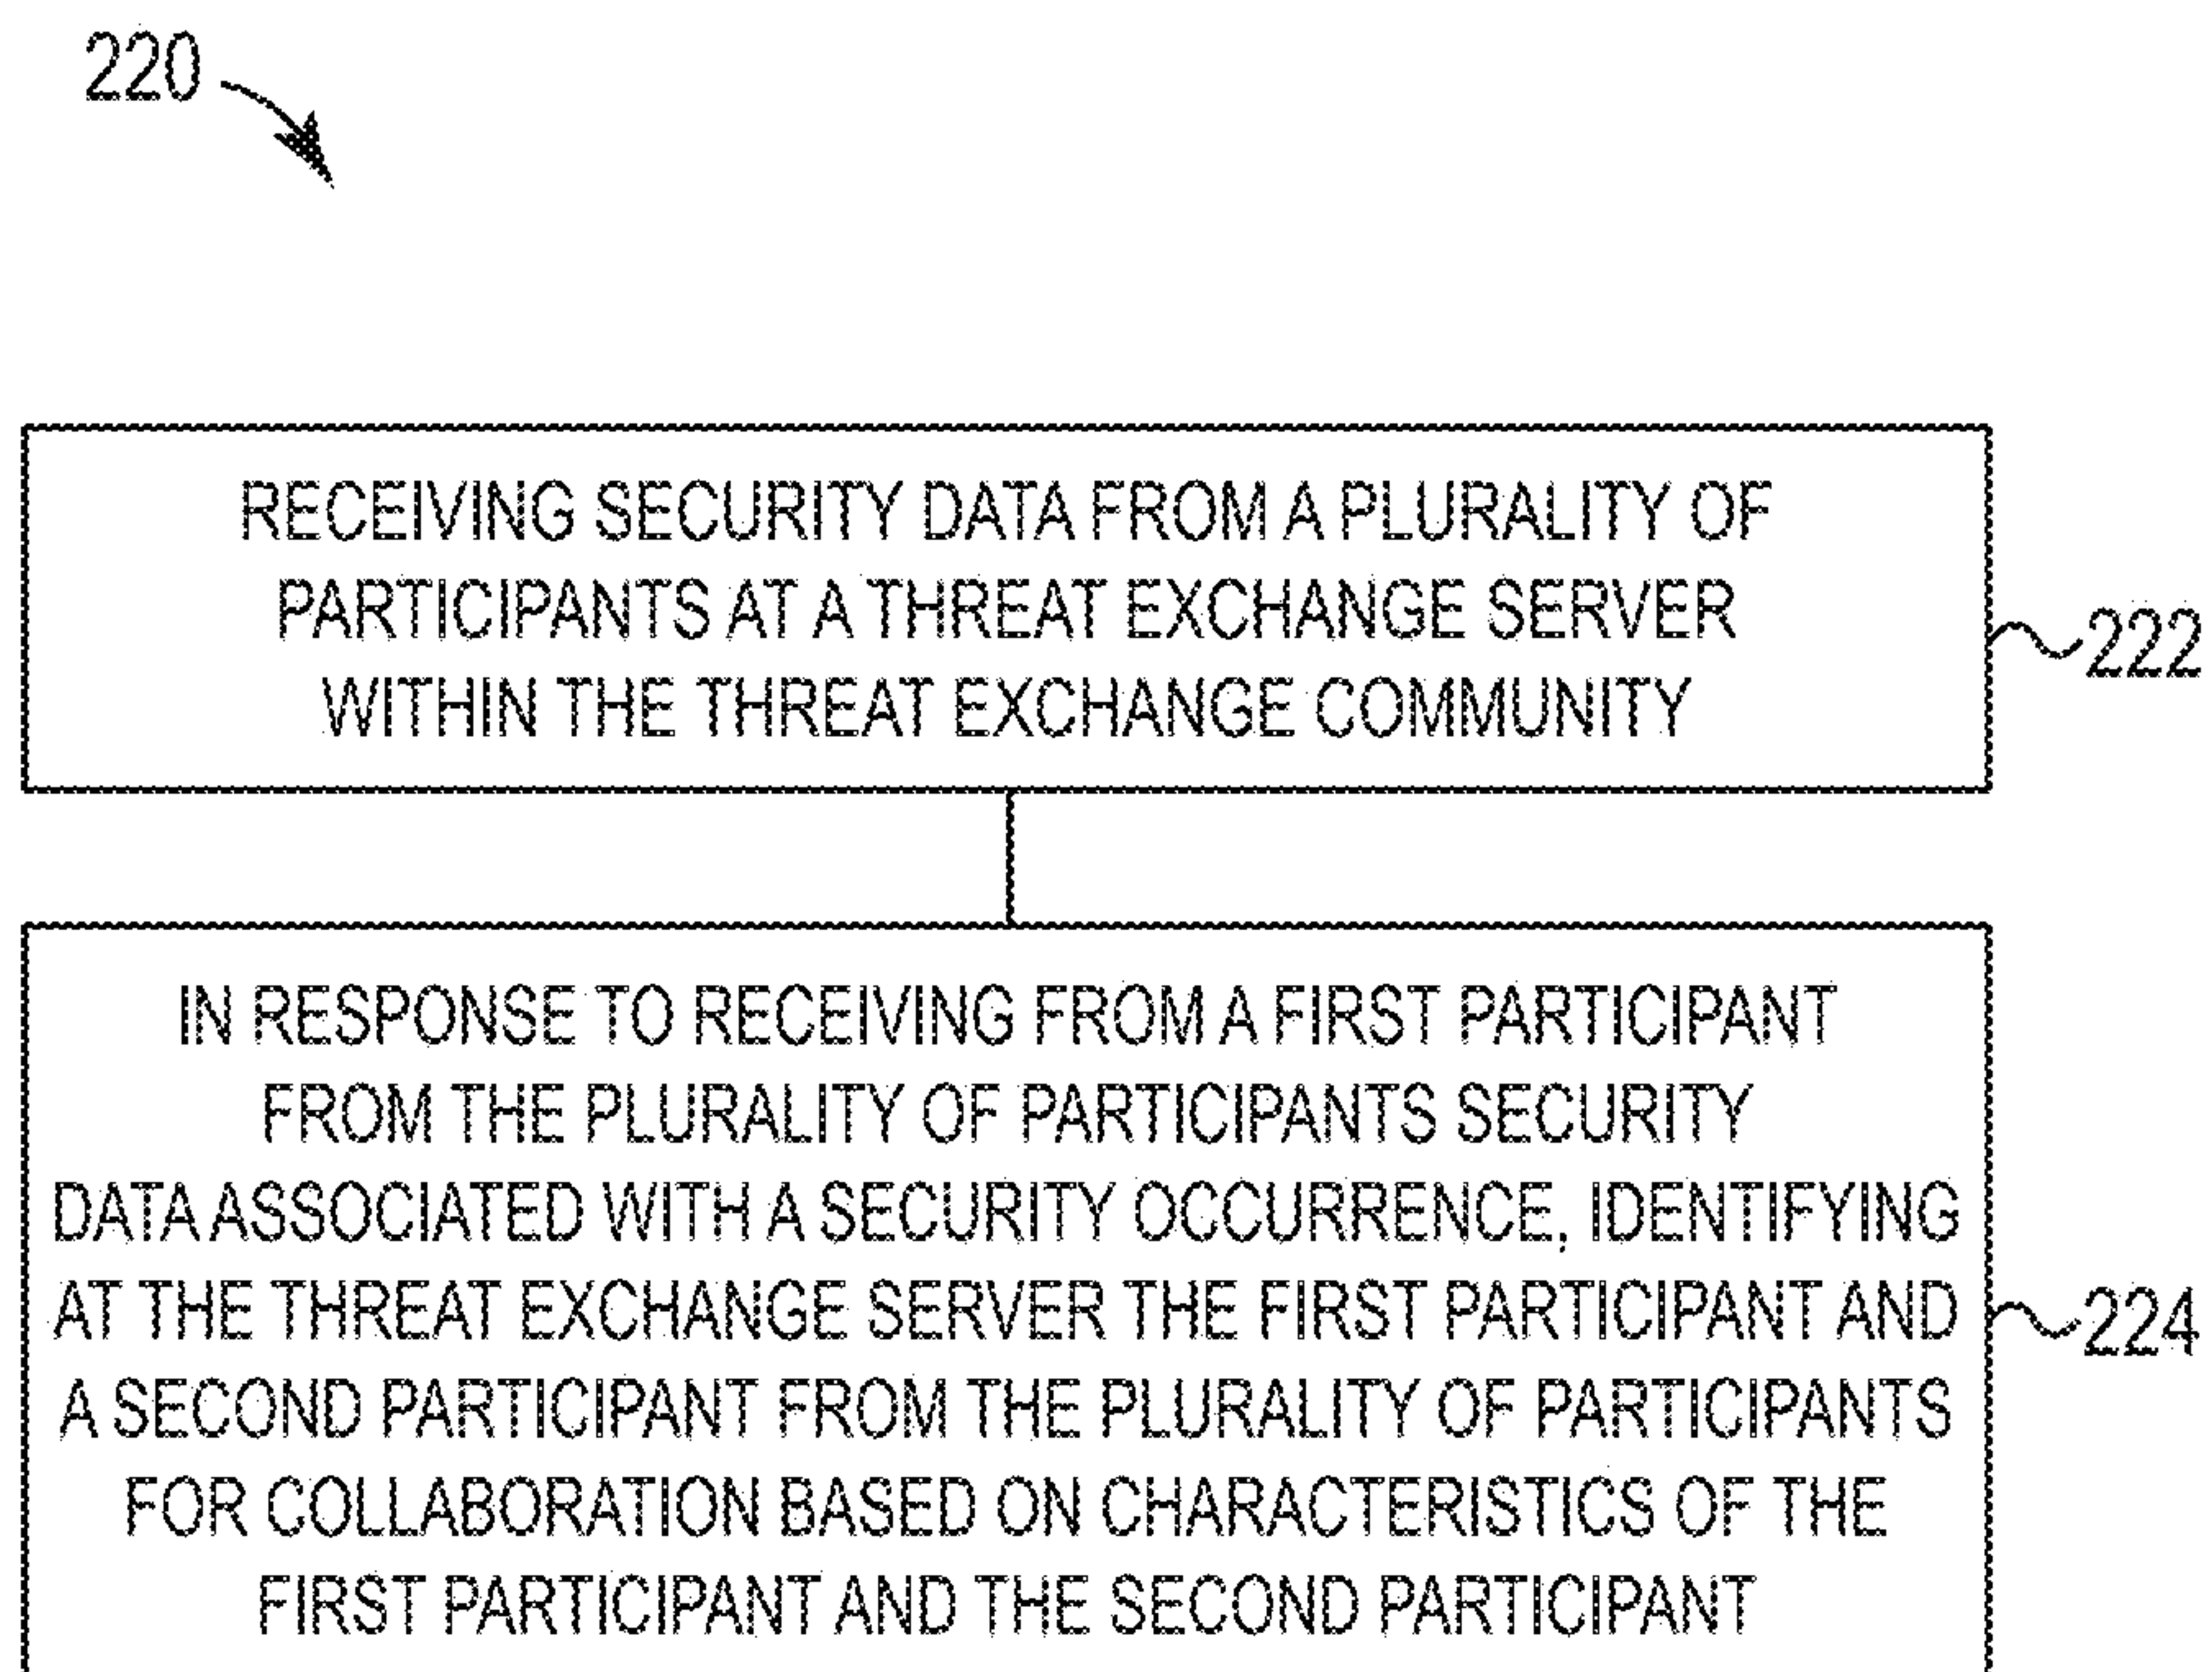 220
RECEIVING SECURITY DATA FROM A PLURALITY OF
PARTICIPANTS AT A THREAT EXCHANGE SERVER
WITHIN THE THREAT EXCHANGE COMMUNITY
222
IN RESPONSE TO RECEIVING FROM A FIRST PARTICIPANT
FROM THE PLURALITY OF PARTICIPANTS SECURITY
DATA ASSOCIATED WITH A SECURITY OCCURRENCE, IDENTIFYING
AT THE THREAT EXCHANGE SERVER THE FIRST PARTICIPANT AND
A SECOND PARTICIPANT FROM THE PLURALITY OF PARTICIPANTS
FOR COLLABORATION BASED ON CHARACTERISTICS OF THE
FIRST PARTICIPANT AND THE SECOND PARTICIPANT
224